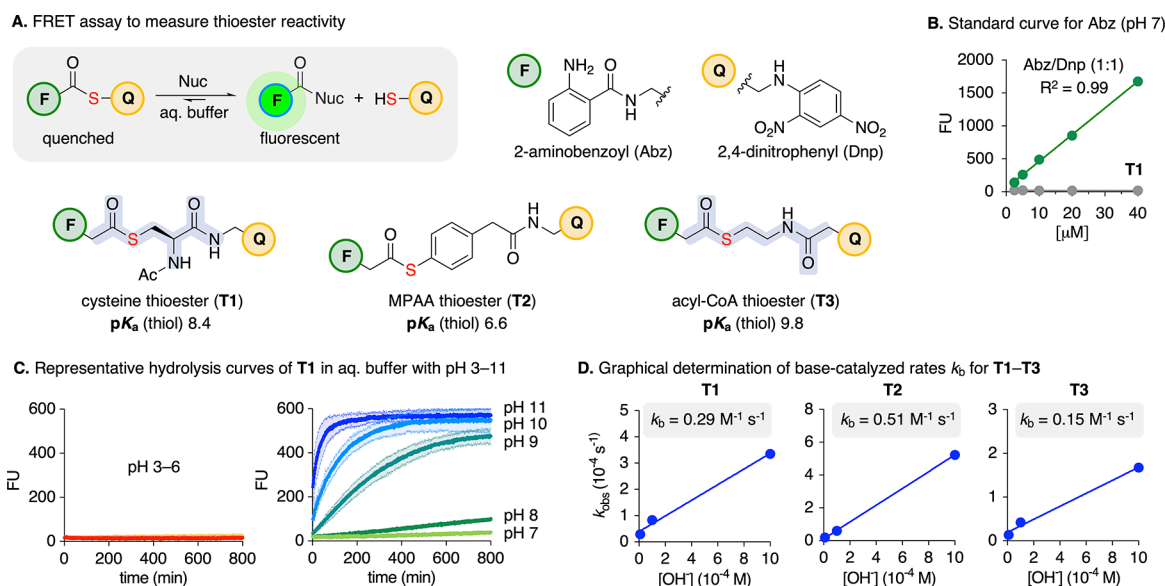 A. FRET assay to measure thioester reactivity
B. Standard curve for Abz (pH 7)
O
F
S
Q
quenched
Nuc
aq. buffer
O
F
Nuc
+ HS
Q
fluorescent
F
NH₂
O
N
H
2-aminobenzoyl (Abz)
Q
H
N
O₂N
NO₂
2,4-dinitrophenyl (Dnp)
Abz/Dnp (1:1)
R² = 0.99
T1
FU
2000
1500
1000
500
0
0 10 20 30 40
[µM]
F
O
S
O
N
H
Q
Ac
NH
cysteine thioester (T1)
pKₐ (thiol) 8.4
F
O
S
H
N
O
Q
MPAA thioester (T2)
pKₐ (thiol) 6.6
F
O
S
H
N
O
Q
acyl-CoA thioester (T3)
pKₐ (thiol) 9.8
C. Representative hydrolysis curves of T1 in aq. buffer with pH 3–11
FU
600
400
200
0
0 200 400 600 800
time (min)
pH 3–6
FU
600
400
200
0
0 200 400 600 800
time (min)
pH 11
pH 10
pH 9
pH 8
pH 7
D. Graphical determination of base-catalyzed rates k_b for T1–T3
T1
k_b = 0.29 M⁻¹ s⁻¹
k_obs (10⁻⁴ s⁻¹)
5
4
3
2
1
0
0 2 4 6 8 10
[OH⁻] (10⁻⁴ M)
T2
k_b = 0.51 M⁻¹ s⁻¹
8
6
4
2
0
0 2 4 6 8 10
[OH⁻] (10⁻⁴ M)
T3
k_b = 0.15 M⁻¹ s⁻¹
3
2
1
0
0 2 4 6 8 10
[OH⁻] (10⁻⁴ M)